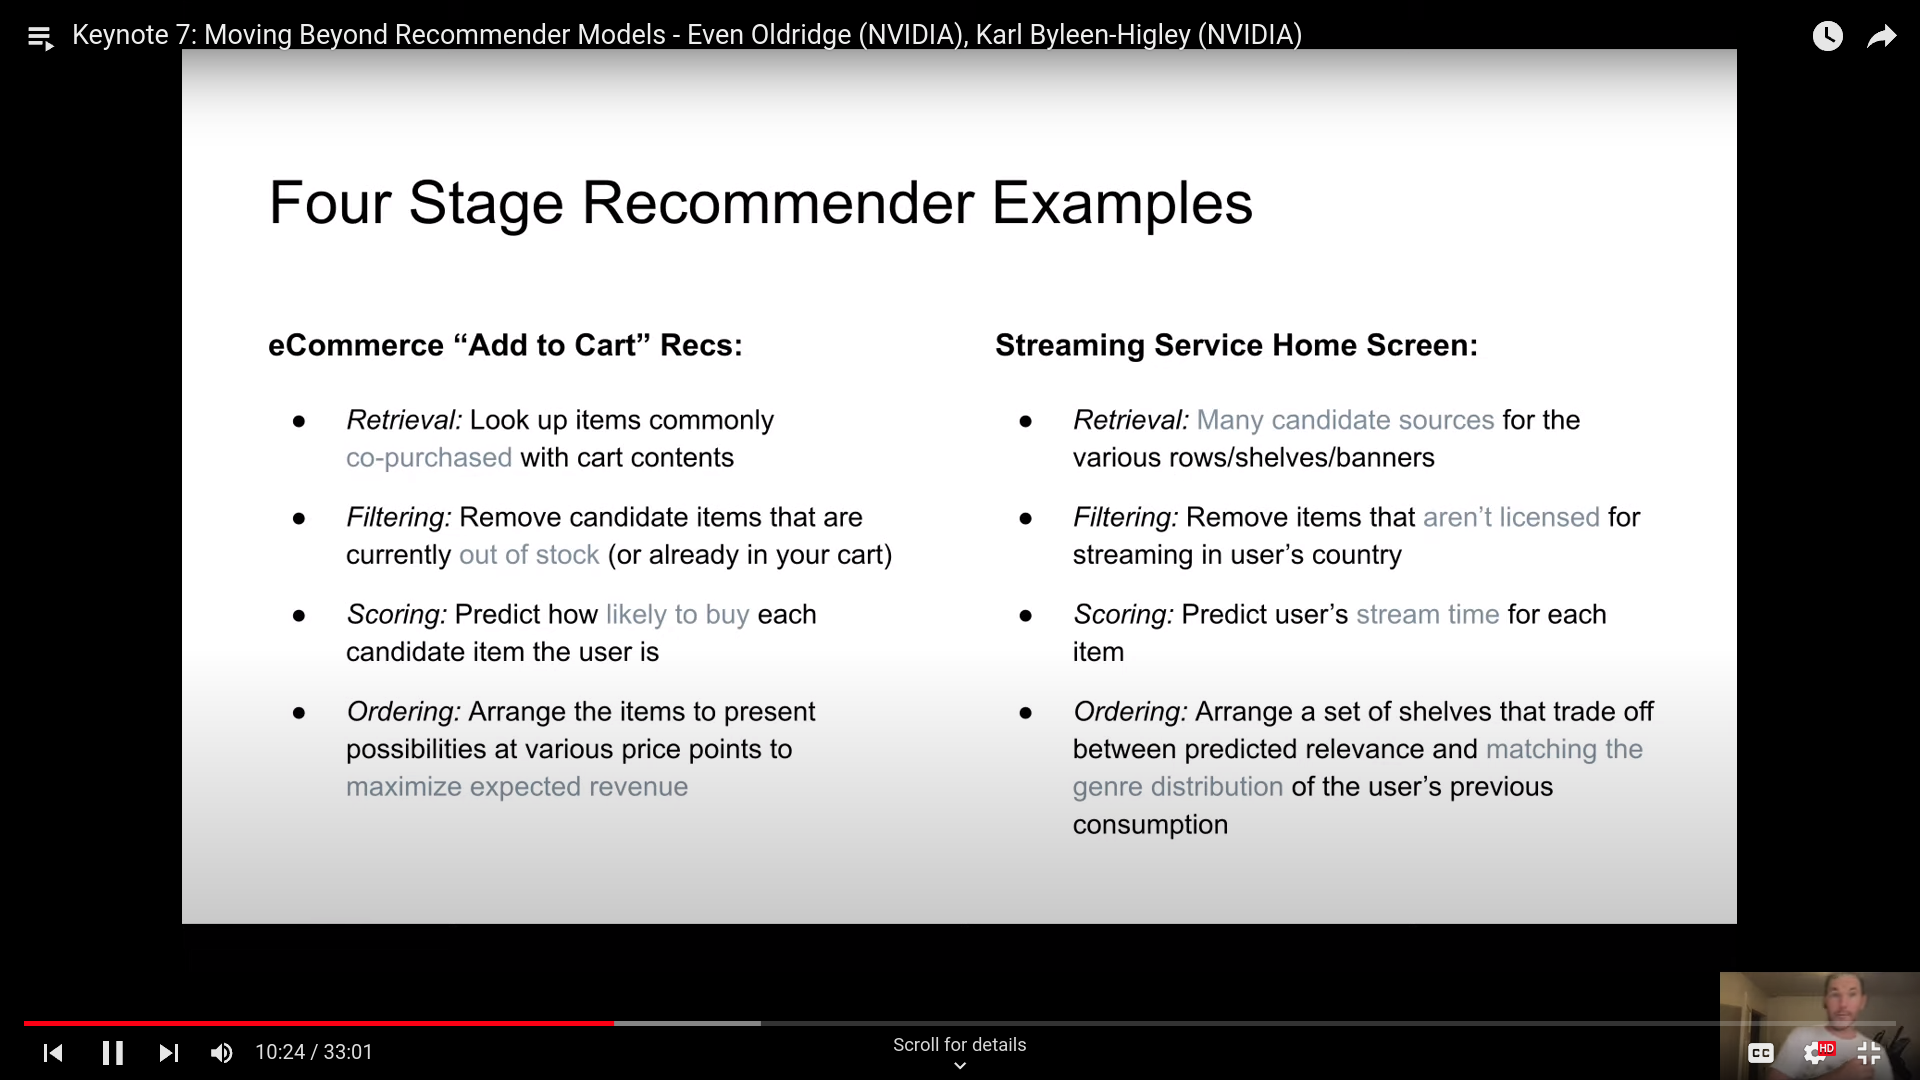 Keynote 7: Moving Beyond Recommender Models - Even Oldridge (NVIDIA), Karl Byleen-Higley (NVIDIA)
Four Stage Recommender Examples
eCommerce “Add to Cart” Recs:
● Retrieval: Look up items commonly
co-purchased with cart contents
● Filtering: Remove candidate items that are
currently out of stock (or already in your cart)
● Scoring: Predict how likely to buy each
candidate item the user is
● Ordering: Arrange the items to present
possibilities at various price points to
maximize expected revenue
Streaming Service Home Screen:
● Retrieval: Many candidate sources for the
various rows/shelves/banners
● Filtering: Remove items that aren’t licensed for
streaming in user’s country
● Scoring: Predict user’s stream time for each
item
● Ordering: Arrange a set of shelves that trade off
between predicted relevance and matching the
genre distribution of the user’s previous
consumption
10:24 / 33:01
Scroll for details
CC
HD